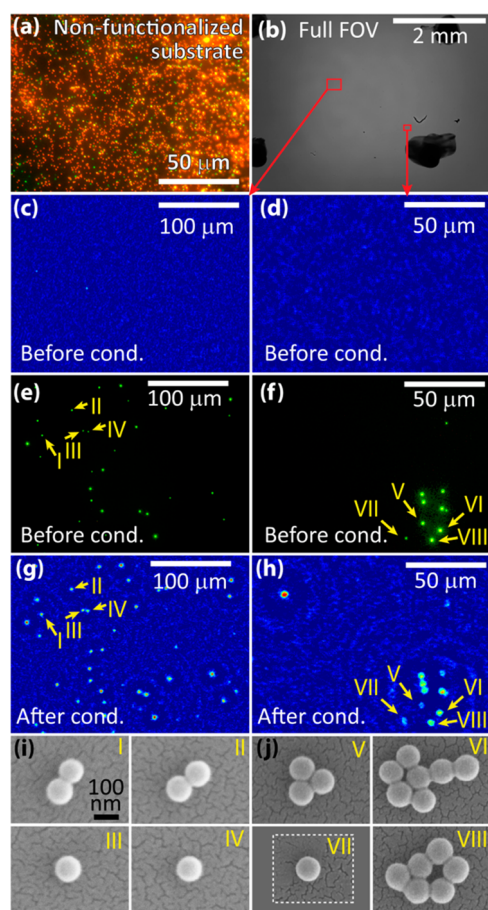 (a) Non-functionalized
substrate
50 μm
(b) Full FOV
2 mm
(c)
100 μm
Before cond.
(d)
50 μm
Before cond.
(e)
100 μm
II
IV
III
I
Before cond.
(f)
50 μm
V
VI
VII
VIII
Before cond.
(g)
100 μm
II
IV
III
I
After cond.
(h)
50 μm
V
VI
VII
VIII
After cond.
(i)
I
100
nm
II
III
IV
(j)
V
VI
VII
VIII